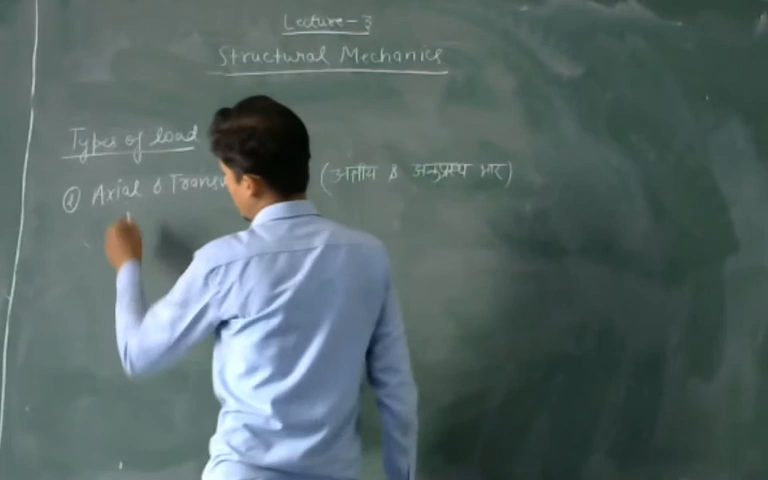 Lecture-3
Structural Mechanics
Types of load
① Axial & Transv (अक्षीय & अनुप्रस्थ भार)